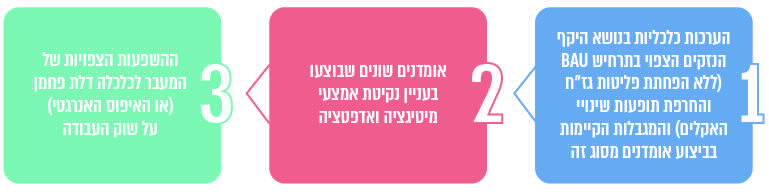 1
הערכות כלכליות בנושא היקף
הנזקים הצפוי בתרחיש BAU
(ללא הפחתת פליטות גז"ח
והחרפת תופעות שינויי
האקלים) והמגבלות הקיימות
בביצוע אומדנים מסוג זה
2
אומדנים שונים שבוצעו
בעניין נקיטת אמצעי
מיטיגציה ואדפטציה
3
ההשפעות הצפויות של
המעבר לכלכלה דלת פחמן
(או האיפוס האנרגטי)
על שוק העבודה